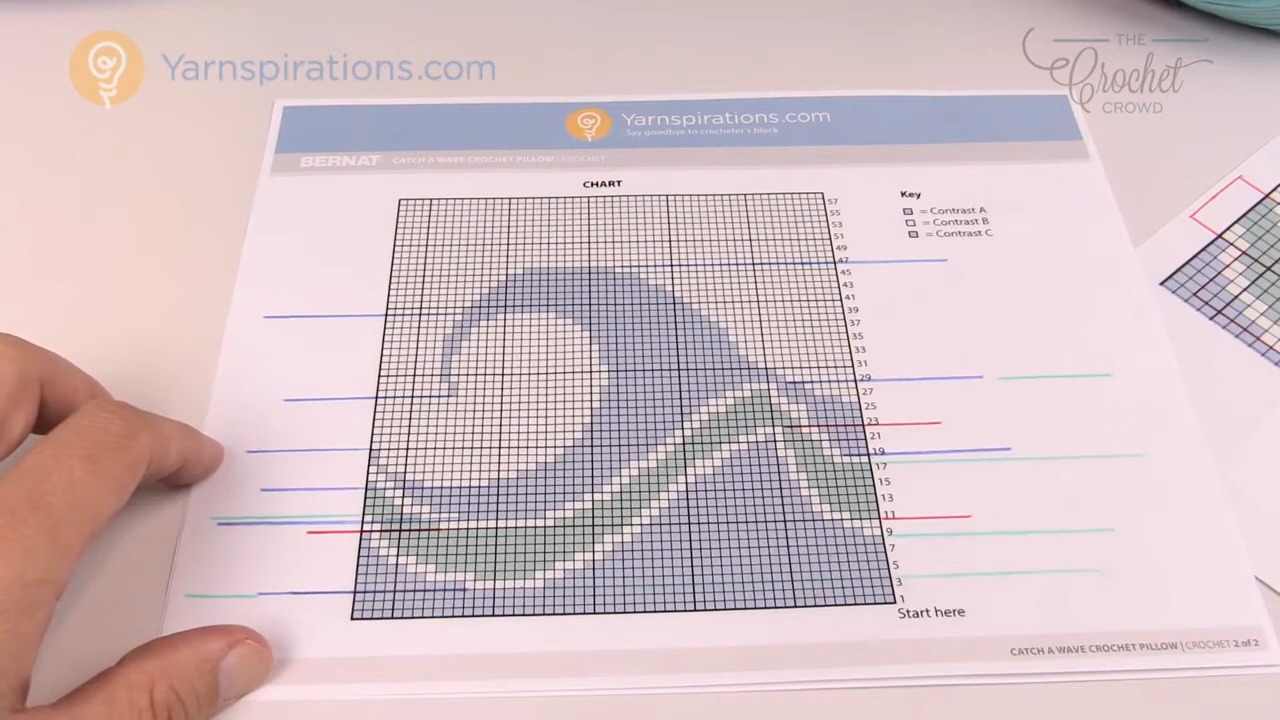 Yarnspirations.com
THE
Crochet
CROWD
Yarnspirations.com
Say goodbye to crocheter's block
BERNAT CATCH A WAVE CROCHET PILLOW | CROCHET
CHART
Key
= Contrast A
= Contrast B
= Contrast C
57
55
53
51
49
47
45
43
41
39
37
35
33
31
29
27
25
23
21
19
17
15
13
11
9
7
5
3
1
Start here
CATCH A WAVE CROCHET PILLOW | CROCHET 2 of 2